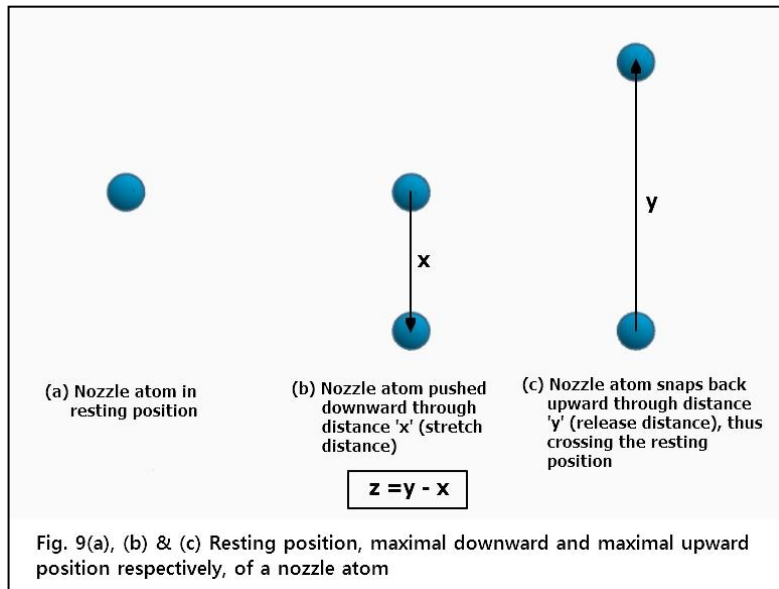 y
x
(a) Nozzle atom in
resting position
(b) Nozzle atom pushed
downward through
distance 'x' (stretch
distance)
(c) Nozzle atom snaps back
upward through distance
'y' (release distance), thus
crossing the resting
position
z =y - x
Fig. 9(a), (b) & (c) Resting position, maximal downward and maximal upward
position respectively, of a nozzle atom